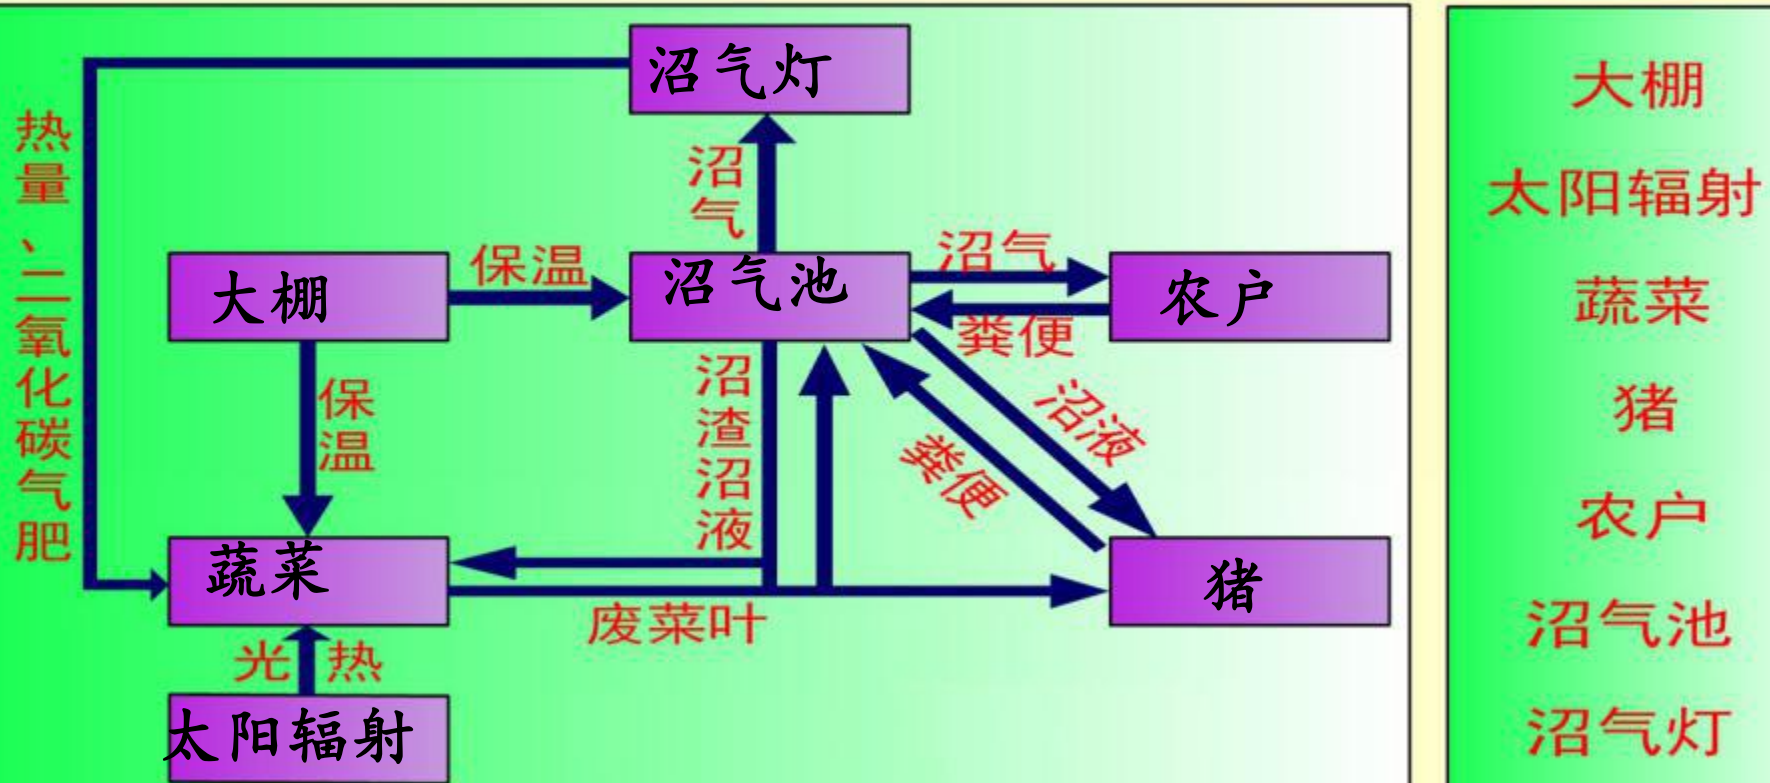 沼气灯
热量、二氧化碳气肥
沼气
大棚
保温
沼气池
沼气
农户
粪便
保温
沼渣沼液
沼液
粪便
蔬菜
废菜叶
猪
光热
太阳辐射
大棚
太阳辐射
蔬菜
猪
农户
沼气池
沼气灯